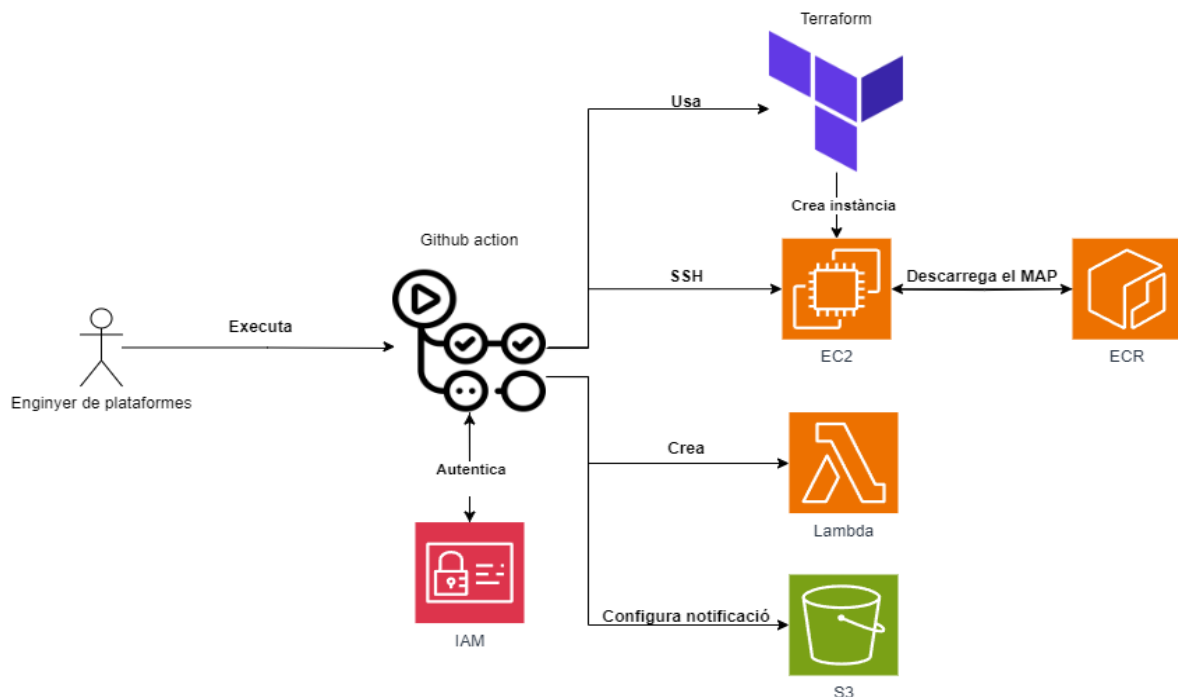 Terraform
Usa
Crea instància
Github action
SSH
Descarrega el MAP
Executa
EC2
ECR
Enginyer de plataformes
Crea
Autentica
Lambda
Configura notificació
IAM
S3